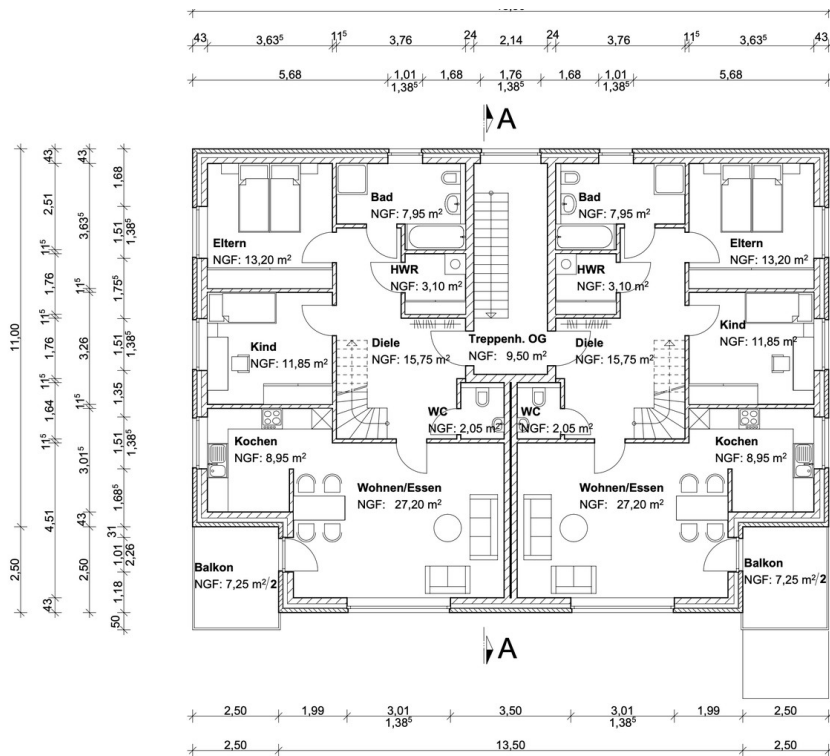 43 3,63⁵ 11⁵ 3,76 24 2,14 24 3,76 11⁵ 3,63⁵ 43
5,68 1,01 1,68 1,76 1,68 1,01 5,68
1,38⁵ 1,38⁵ 1,38⁵
A
Bad
NGF: 7,95 m²
Bad
NGF: 7,95 m²
Eltern
NGF: 13,20 m²
Eltern
NGF: 13,20 m²
HWR
NGF: 3,10 m²
HWR
NGF: 3,10 m²
Kind
NGF: 11,85 m²
Diele
NGF: 15,75 m²
Treppenh. OG
NGF: 9,50 m²
Diele
NGF: 15,75 m²
Kind
NGF: 11,85 m²
WC
NGF: 2,05 m²
WC
NGF: 2,05 m²
Kochen
NGF: 8,95 m²
Kochen
NGF: 8,95 m²
Wohnen/Essen
NGF: 27,20 m²
Wohnen/Essen
NGF: 27,20 m²
Balkon
NGF: 7,25 m²/2
Balkon
NGF: 7,25 m²/2
A
11,00
2,50
43
2,51
11⁵
1,76
11⁵
1,76
11⁵
1,64
11⁵
4,51
43
43
3,63⁵
11⁵
3,26
11⁵
3,01⁵
43
2,50
1,68
1,51
1,38⁵
1,75⁵
1,51
1,38⁵
1,35
1,51
1,38⁵
1,68⁵
31
1,01
2,26
1,18
50
2,50 1,99 3,01 3,50 3,01 1,99 2,50
1,38⁵ 1,38⁵
2,50 13,50 2,50